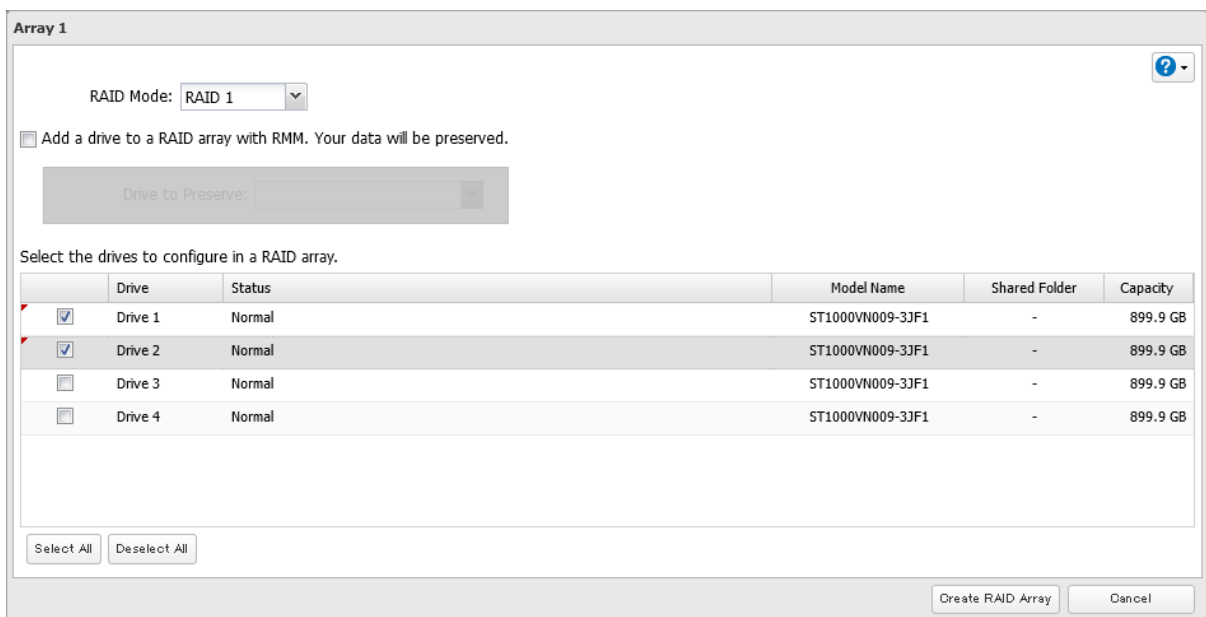 Array 1
?
RAID Mode: RAID 1
Add a drive to a RAID array with RMM. Your data will be preserved.
Drive to Preserve:
Select the drives to configure in a RAID array.
Drive Status Model Name Shared Folder Capacity
Drive 1 Normal ST1000VN009-3JF1 - 899.9 GB
Drive 2 Normal ST1000VN009-3JF1 - 899.9 GB
Drive 3 Normal ST1000VN009-3JF1 - 899.9 GB
Drive 4 Normal ST1000VN009-3JF1 - 899.9 GB
Select All Deselect All
Create RAID Array Cancel